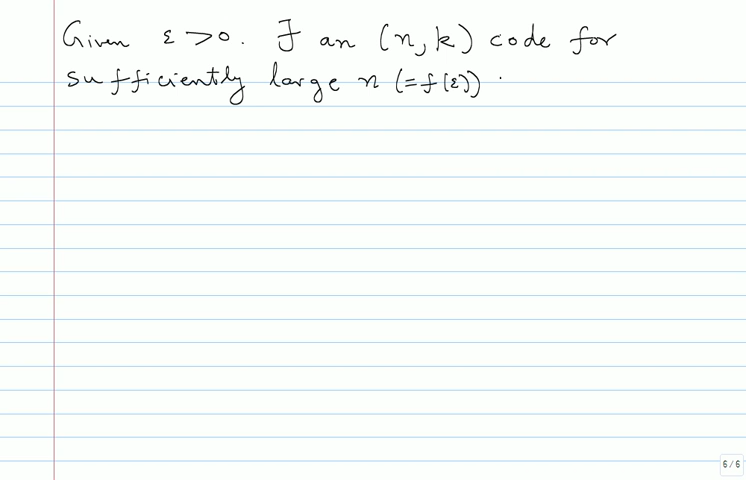 Given ε > 0. ∃ an (n, k) code for
sufficiently large n (= f(ε)) .
6 / 6